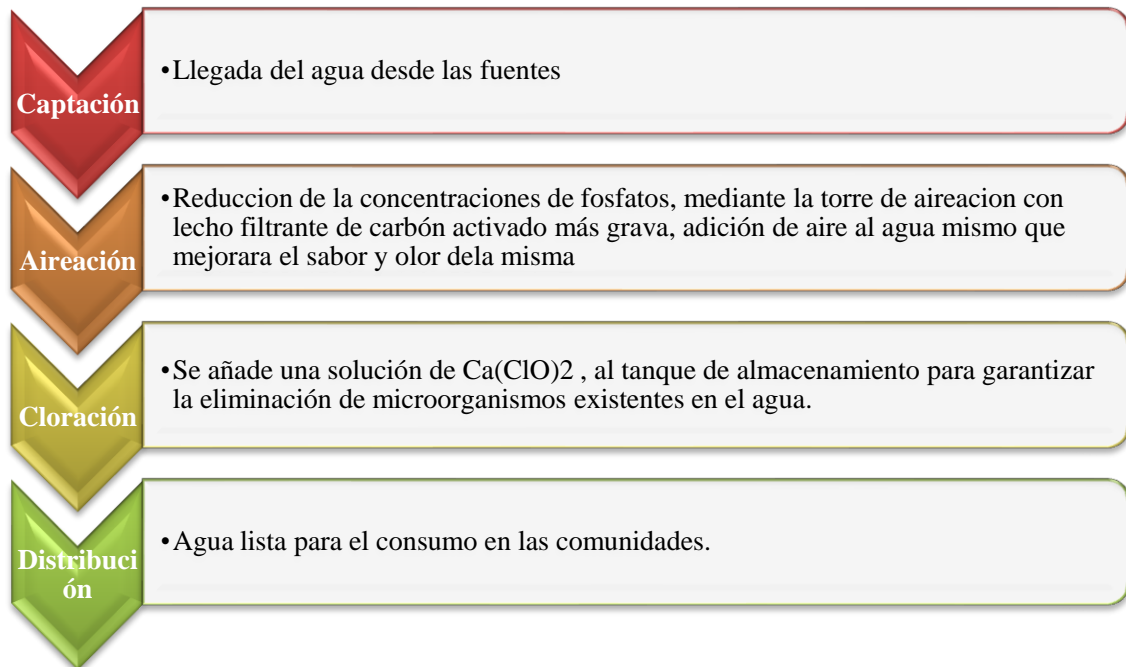 Captación
•Llegada del agua desde las fuentes
Aireación
•Reduccion de la concentraciones de fosfatos, mediante la torre de aireacion con
lecho filtrante de carbón activado más grava, adición de aire al agua mismo que
mejorara el sabor y olor dela misma
Cloración
•Se añade una solución de Ca(ClO)2 , al tanque de almacenamiento para garantizar
la eliminación de microorganismos existentes en el agua.
Distribuci
ón
•Agua lista para el consumo en las comunidades.